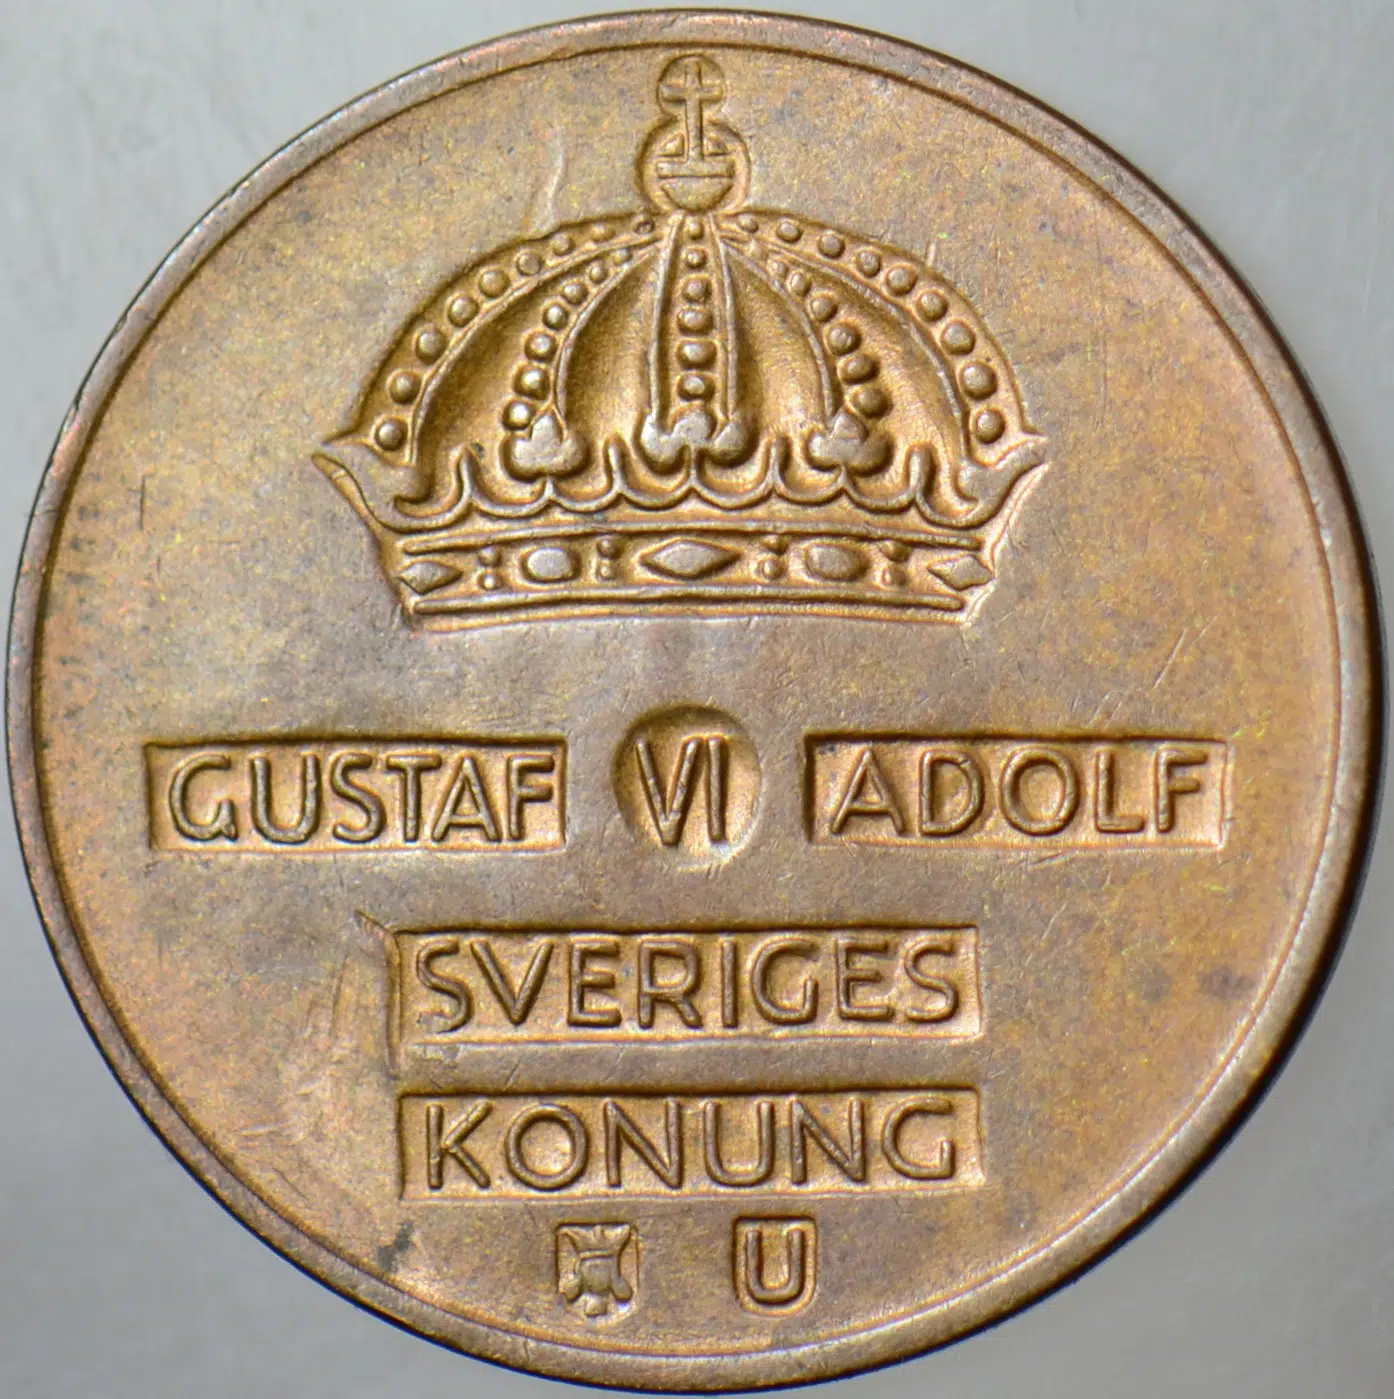 GUSTAF VI ADOLF
SVERIGES
KONUNG
U